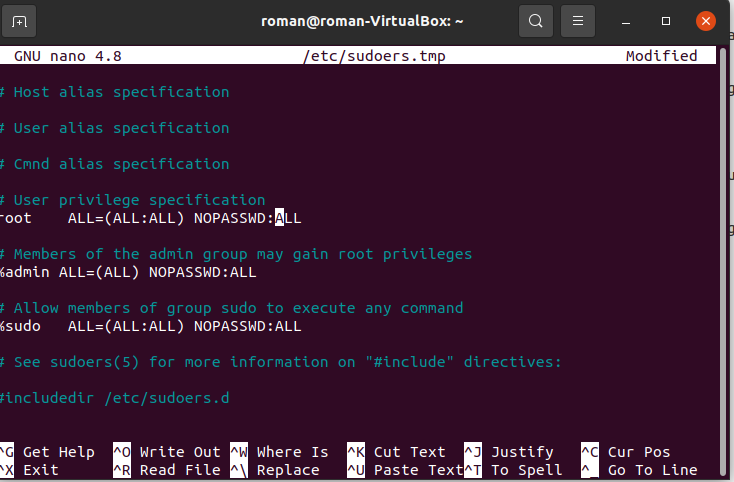 roman@roman-VirtualBox: ~
GNU nano 4.8 /etc/sudoers.tmp Modified
# Host alias specification
# User alias specification
# Cmnd alias specification
# User privilege specification
root ALL=(ALL:ALL) NOPASSWD:ALL
# Members of the admin group may gain root privileges
%admin ALL=(ALL) NOPASSWD:ALL
# Allow members of group sudo to execute any command
%sudo ALL=(ALL:ALL) NOPASSWD:ALL
# See sudoers(5) for more information on "#include" directives:
#includedir /etc/sudoers.d
^G Get Help ^O Write Out ^W Where Is ^K Cut Text ^J Justify ^C Cur Pos
^X Exit ^R Read File ^\ Replace ^U Paste Text ^T To Spell ^_ Go To Line